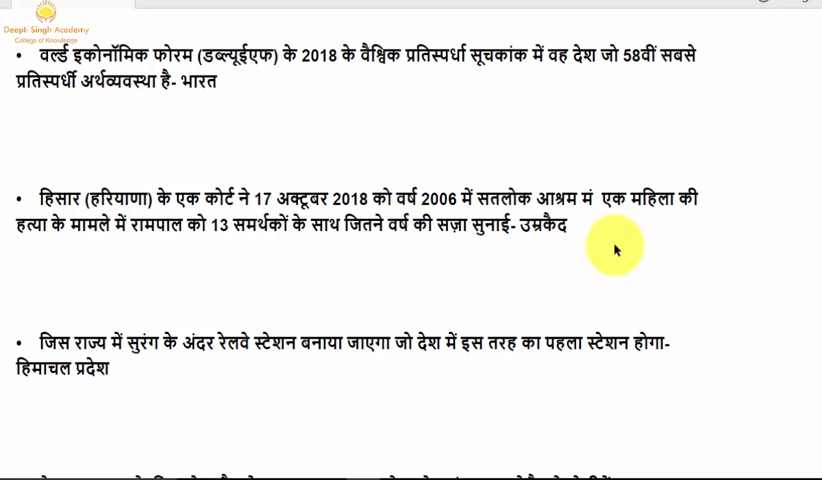 Deepti Singh Academy
College of Knowledge
• वर्ल्ड इकोनॉमिक फोरम (डब्ल्यूईएफ) के 2018 के वैश्विक प्रतिस्पर्धा सूचकांक में वह देश जो 58वीं सबसे
प्रतिस्पर्धी अर्थव्यवस्था है- भारत
• हिसार (हरियाणा) के एक कोर्ट ने 17 अक्टूबर 2018 को वर्ष 2006 में सतलोक आश्रम मं एक महिला की
हत्या के मामले में रामपाल को 13 समर्थकों के साथ जितने वर्ष की सज़ा सुनाई- उम्रकैद
• जिस राज्य में सुरंग के अंदर रेलवे स्टेशन बनाया जाएगा जो देश में इस तरह का पहला स्टेशन होगा-
हिमाचल प्रदेश